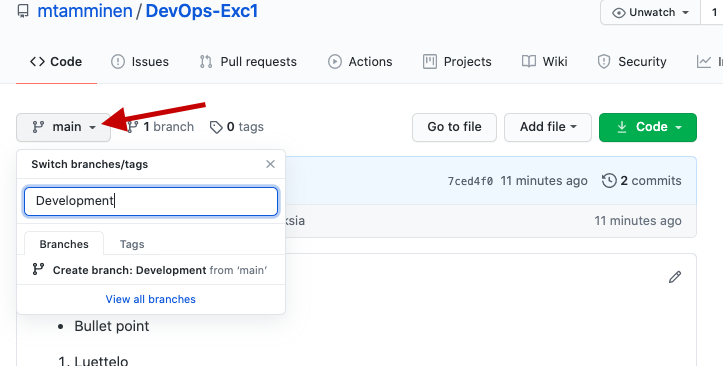 mtamminen / DevOps-Exc1
Unwatch 1
Code Issues Pull requests Actions Projects Wiki Security
main 1 branch 0 tags Go to file Add file Code
Switch branches/tags
7ced4f0 11 minutes ago 2 commits
Development
ksia 11 minutes ago
Branches Tags
Create branch: Development from ‘main’
View all branches
• Bullet point
1. Luettelo